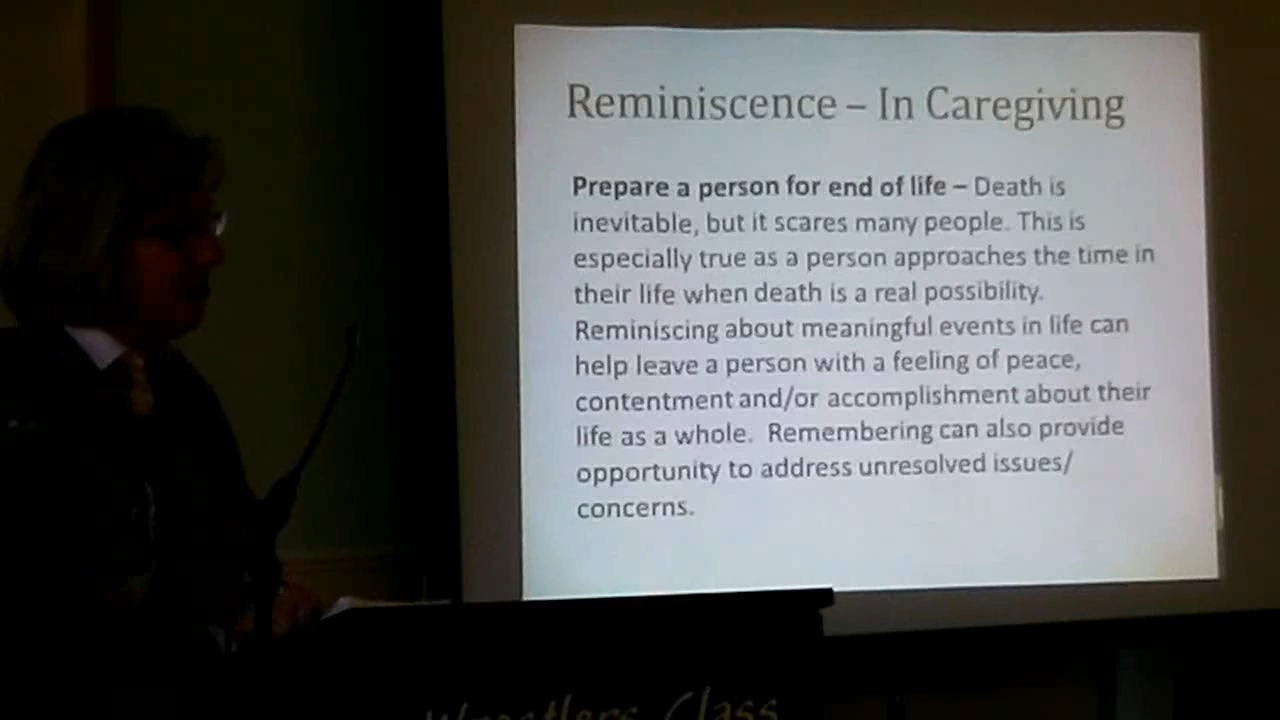 Reminiscence – In Caregiving
Prepare a person for end of life – Death is
inevitable, but it scares many people. This is
especially true as a person approaches the time in
their life when death is a real possibility.
Reminiscing about meaningful events in life can
help leave a person with a feeling of peace,
contentment and/or accomplishment about their
life as a whole. Remembering can also provide
opportunity to address unresolved issues/
concerns.
Wrestlers Class